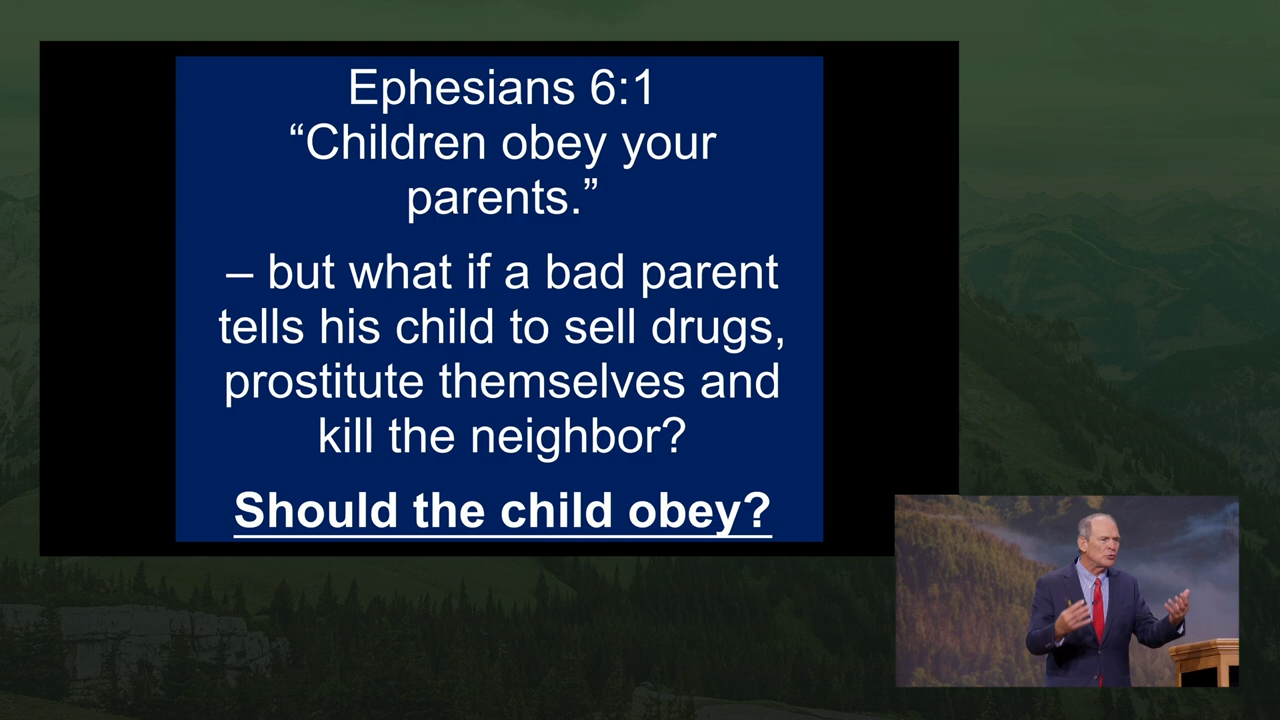 Ephesians 6:1
“Children obey your
parents.”
– but what if a bad parent
tells his child to sell drugs,
prostitute themselves and
kill the neighbor?
Should the child obey?